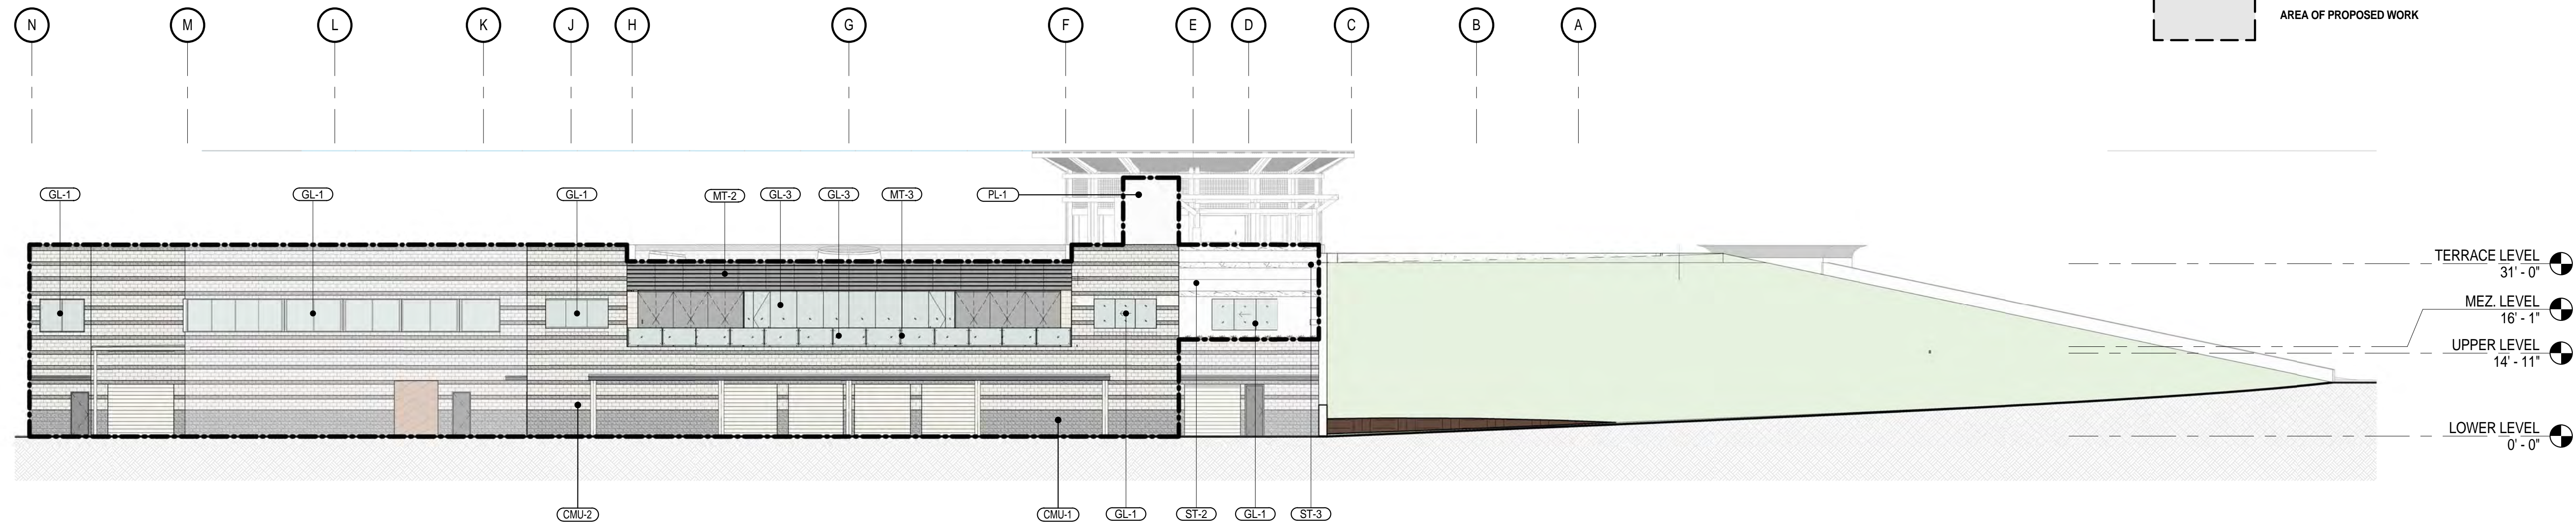 N M L K J H G F E D C B A
AREA OF PROPOSED WORK
GL-1 GL-1 GL-1 MT-2 GL-3 GL-3 MT-3 PL-1
TERRACE LEVEL
31' - 0"
MEZ. LEVEL
16' - 1"
UPPER LEVEL
14' - 11"
LOWER LEVEL
0' - 0"
CMU-2 CMU-1 GL-1 ST-2 GL-1 ST-3